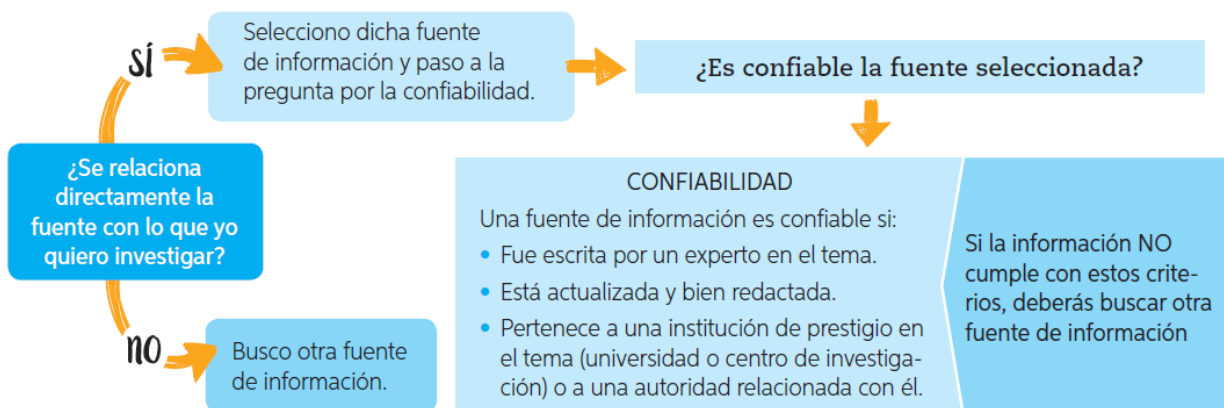 SÍ
Selecciono dicha fuente
de información y paso a la
pregunta por la confiabilidad.
¿Es confiable la fuente seleccionada?
¿Se relaciona
directamente la
fuente con lo que yo
quiero investigar?
NO
Busco otra fuente
de información.
CONFIABILIDAD
Una fuente de información es confiable si:
• Fue escrita por un experto en el tema.
• Está actualizada y bien redactada.
• Pertenece a una institución de prestigio en
el tema (universidad o centro de investiga-
ción) o a una autoridad relacionada con él.
Si la información NO
cumple con estos crite-
rios, deberás buscar otra
fuente de información